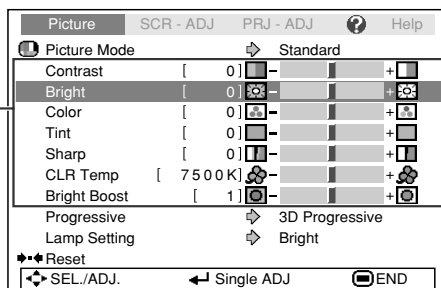 Picture SCR - ADJ PRJ - ADJ ? Help
Picture Mode Standard
Contrast [ 0] – +
Bright [ 0] – +
Color [ 0] – +
Tint [ 0] – +
Sharp [ 0] – +
CLR Temp [ 7500K] – +
Bright Boost [ 1] – +
Progressive 3D Progressive
Lamp Setting Bright
Reset
SEL./ADJ. Single ADJ END